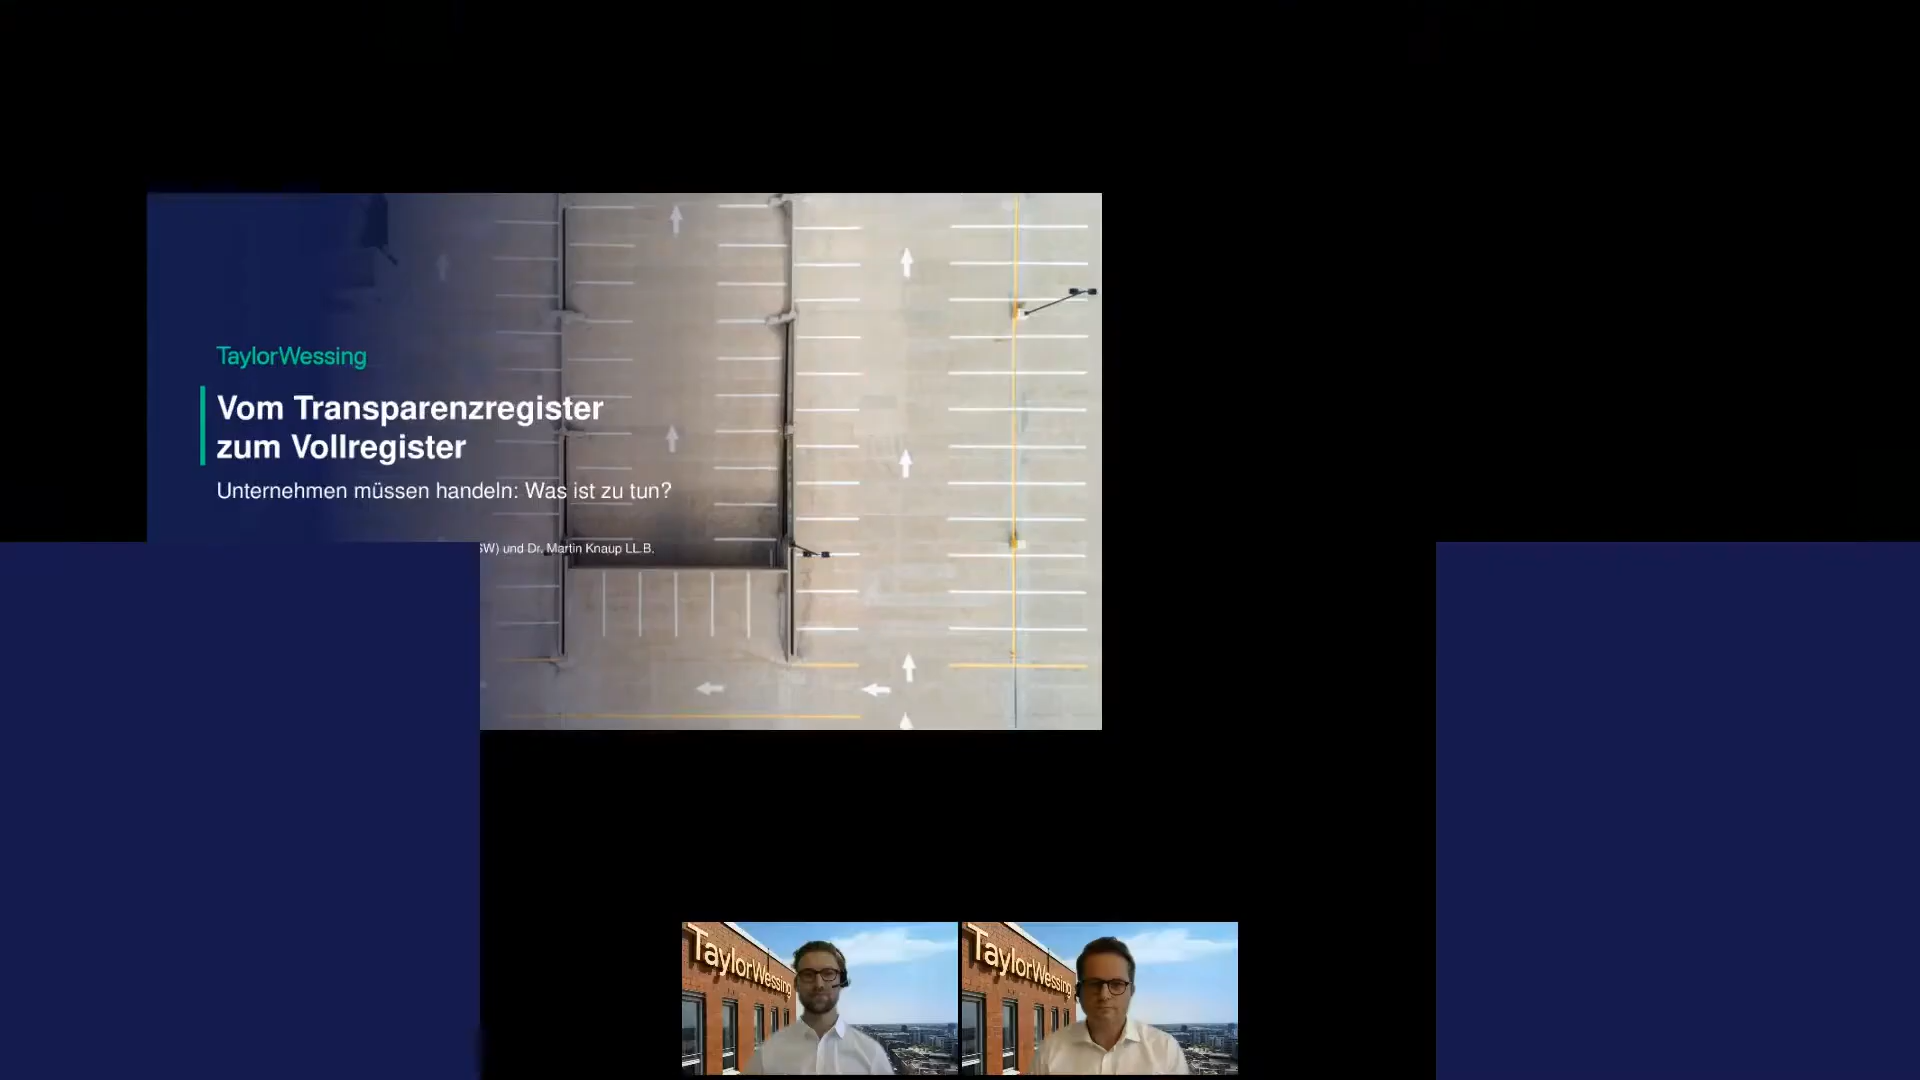 TaylorWessing
Vom Transparenzregister
zum Vollregister
Unternehmen müssen handeln: Was ist zu tun?
SW) und Dr. Martin Knaup LL.B.
TaylorWessing
TaylorWessing